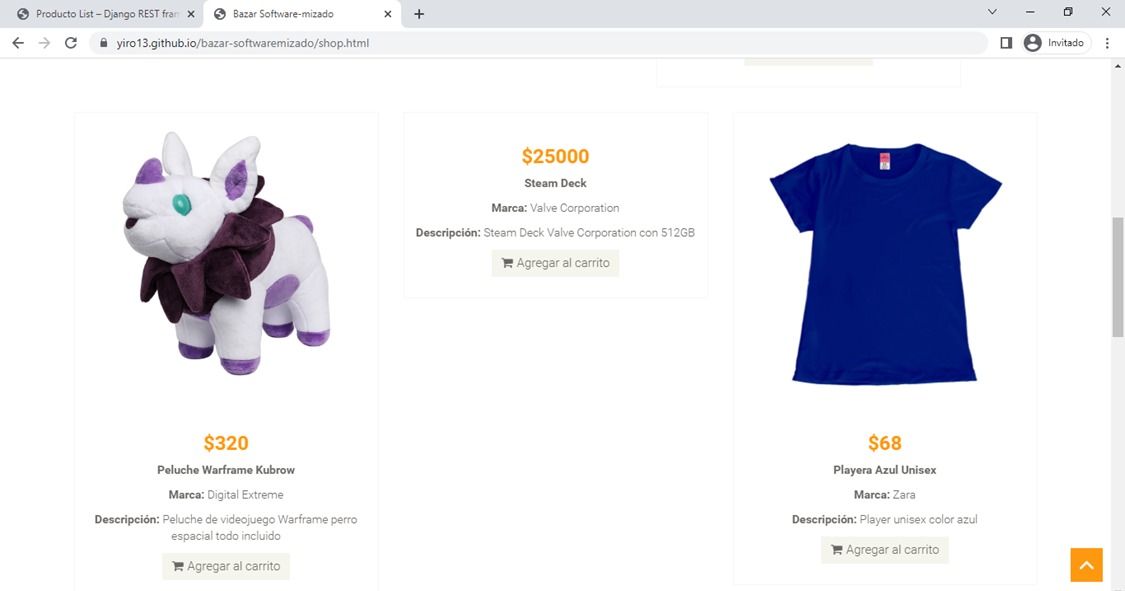 Producto List – Django REST fram
Bazar Software-mizado
yiro13.github.io/bazar-softwaremizado/shop.html
Invitado
$320
Peluche Warframe Kubrow
Marca: Digital Extreme
Descripción: Peluche de videojuego Warframe perro
espacial todo incluido
Agregar al carrito
$25000
Steam Deck
Marca: Valve Corporation
Descripción: Steam Deck Valve Corporation con 512GB
Agregar al carrito
$68
Playera Azul Unisex
Marca: Zara
Descripción: Player unisex color azul
Agregar al carrito